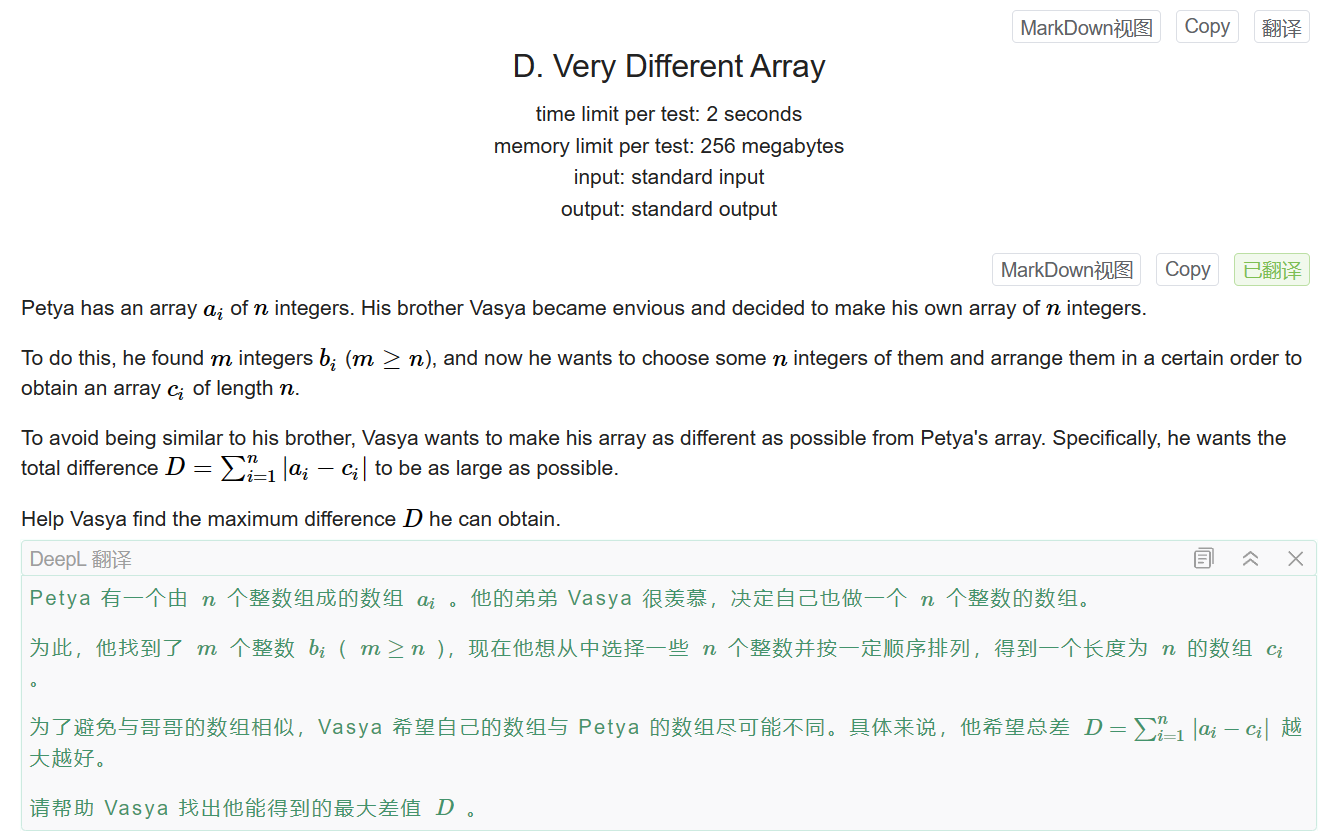 MarkDown视图 Copy 翻译
D. Very Different Array
time limit per test: 2 seconds
memory limit per test: 256 megabytes
input: standard input
output: standard output
MarkDown视图 Copy 已翻译
Petya has an array a_i of n integers. His brother Vasya became envious and decided to make his own array of n integers.
To do this, he found m integers b_i (m ≥ n), and now he wants to choose some n integers of them and arrange them in a certain order to
obtain an array c_i of length n.
To avoid being similar to his brother, Vasya wants to make his array as different as possible from Petya's array. Specifically, he wants the
total difference D = ∑_{i=1}^{n} |a_i − c_i| to be as large as possible.
Help Vasya find the maximum difference D he can obtain.
DeepL 翻译
Petya 有一个由 n 个整数组成的数组 a_i 。他的弟弟 Vasya 很羡慕，决定自己也做一个 n 个整数的数组。
为此，他找到了 m 个整数 b_i ( m ≥ n )，现在他想从中选择一些 n 个整数并按一定顺序排列，得到一个长度为 n 的数组 c_i
。
为了避免与哥哥的数组相似，Vasya 希望自己的数组与 Petya 的数组尽可能不同。具体来说，他希望总差 D = ∑_{i=1}^{n} |a_i − c_i| 越
大越好。
请帮助 Vasya 找出他能得到的最大差值 D 。